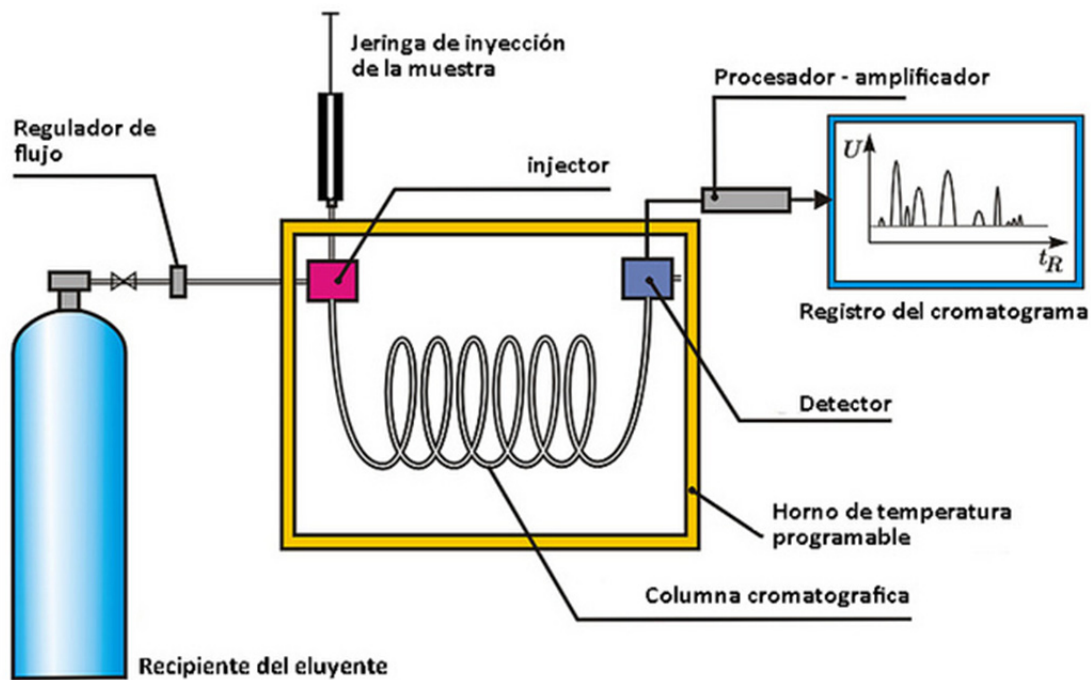 Jeringa de inyección
de la muestra
Procesador - amplificador
Regulador de
flujo
injector
U
tR
Registro del cromatograma
Detector
Horno de temperatura
programable
Columna cromatografica
Recipiente del eluyente